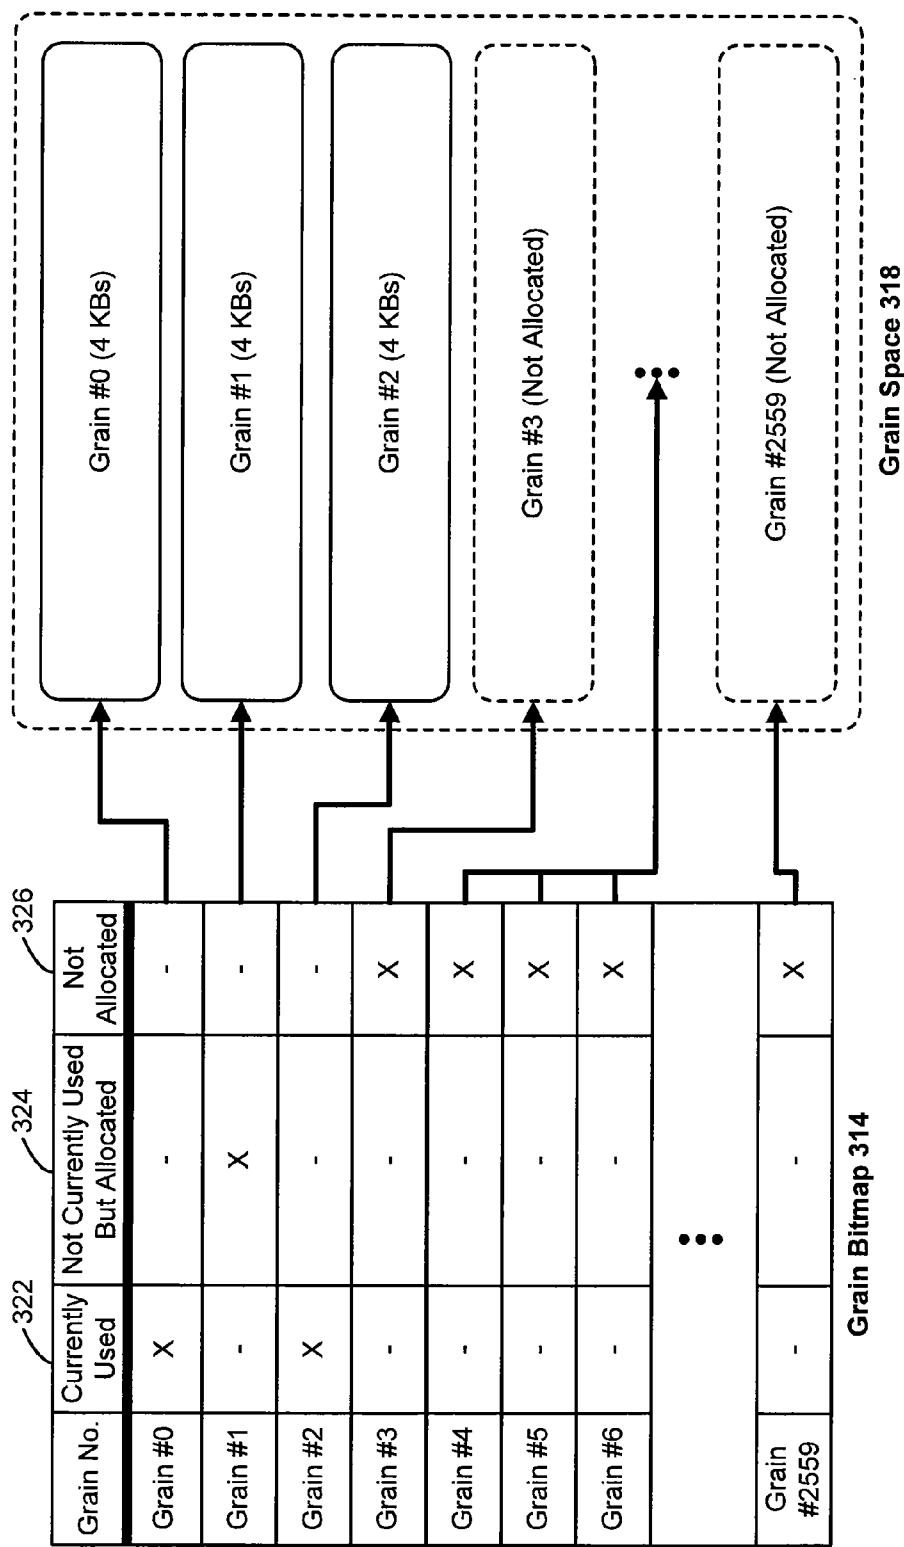 322
324
326
Grain No.
Currently
Used
Not Currently Used
But Allocated
Not
Allocated
Grain #0
X
-
-
Grain #1
-
X
-
Grain #2
X
-
-
Grain #3
-
-
X
Grain #4
-
-
X
Grain #5
-
-
X
Grain #6
-
-
X
•••
Grain
#2559
-
-
X
Grain Bitmap 314
Grain #0 (4 KBs)
Grain #1 (4 KBs)
Grain #2 (4 KBs)
Grain #3 (Not Allocated)
•••
Grain #2559 (Not Allocated)
Grain Space 318